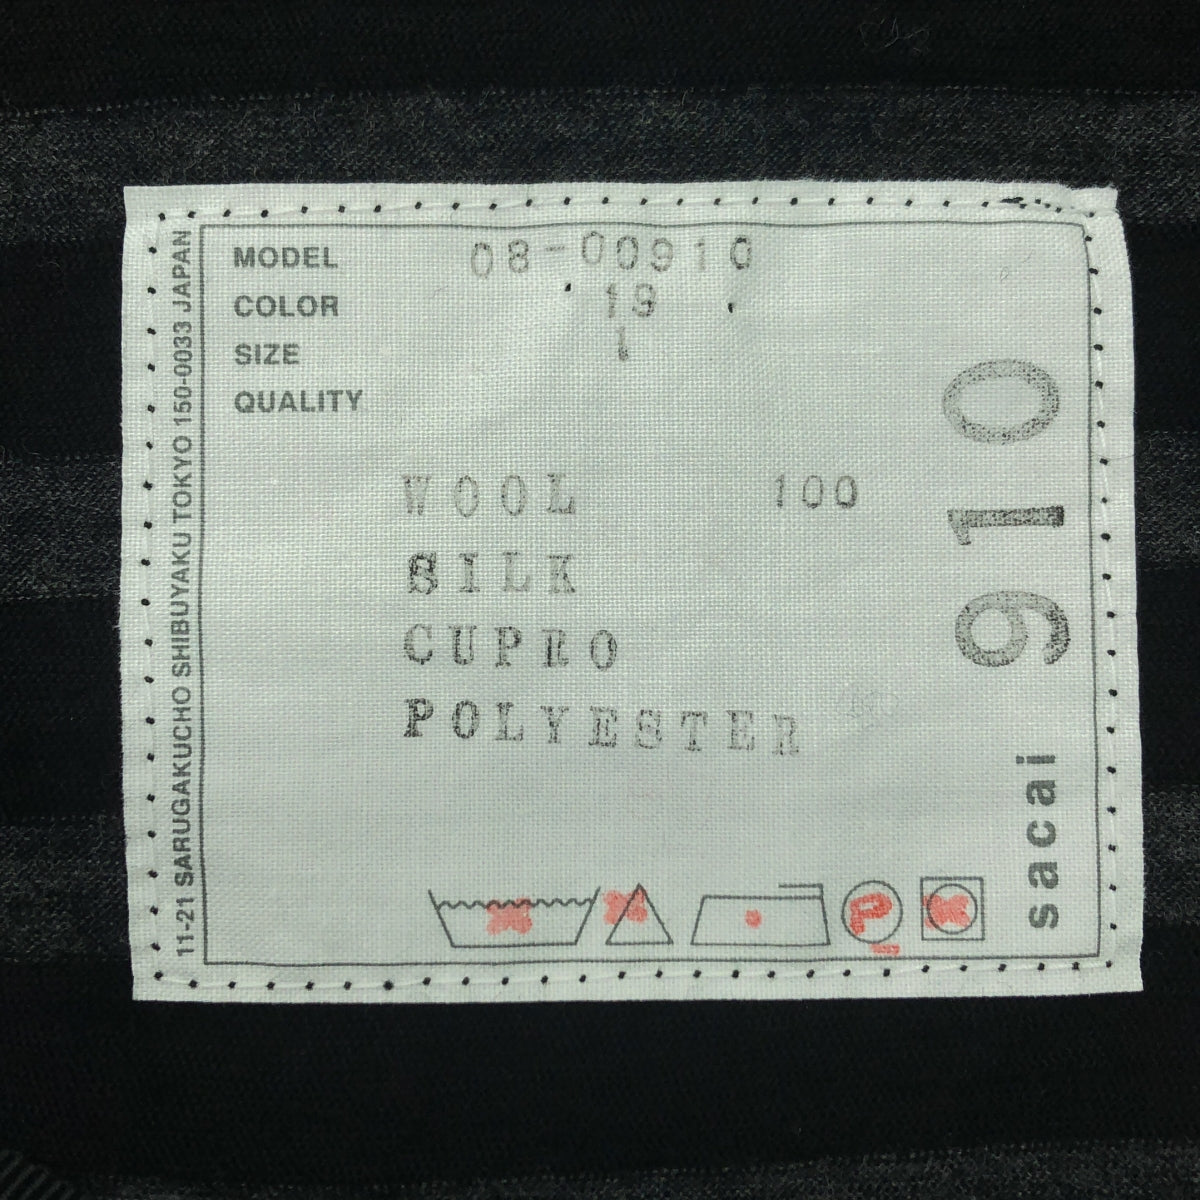 MODEL 08-00910
COLOR 19
SIZE 1
QUALITY
WOOL 100
SILK
CUPRO
POLYESTER
P
sacai 910
11-21 SARUGAKUCHO SHIBUYAKU TOKYO 150-0033 JAPAN